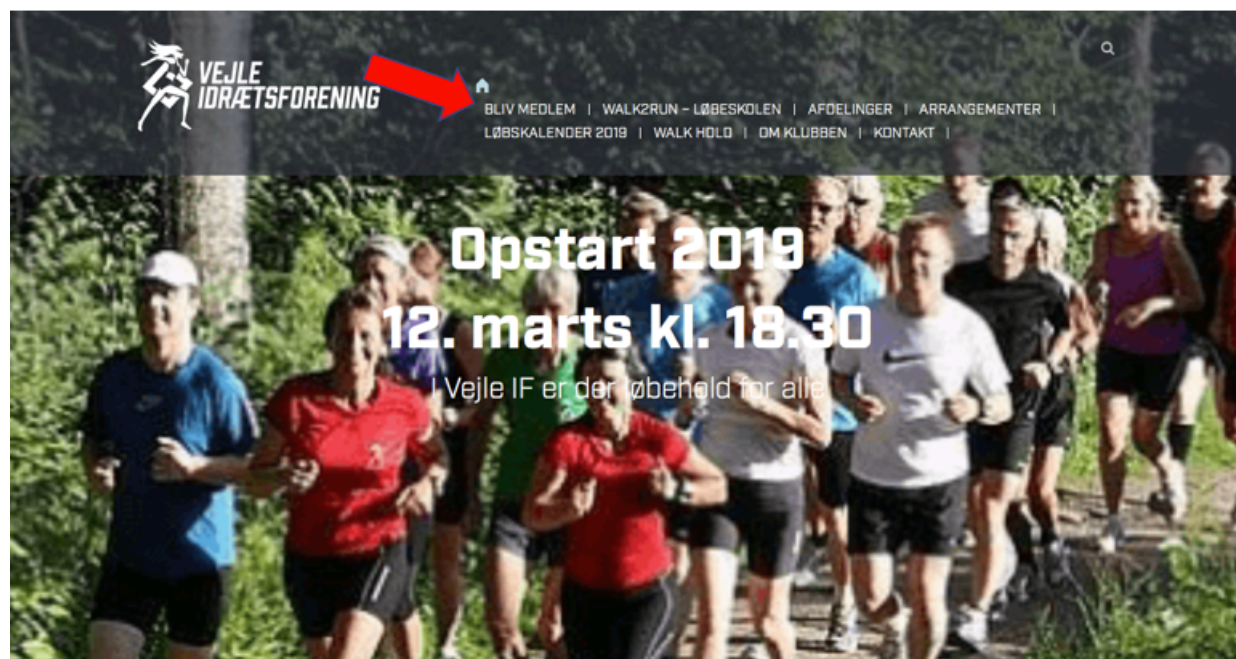 VEJLE
IDRÆTSFORENING
BLIV MEDLEM | WALK2RUN – LØBESKOLEN | AFDELINGER | ARRANGEMENTER |
LØBSKALENDER 2019 | WALK HOLD | OM KLUBBEN | KONTAKT |
Opstart 2019
12. marts kl. 18.30
I Vejle IF er der løbehold for alle